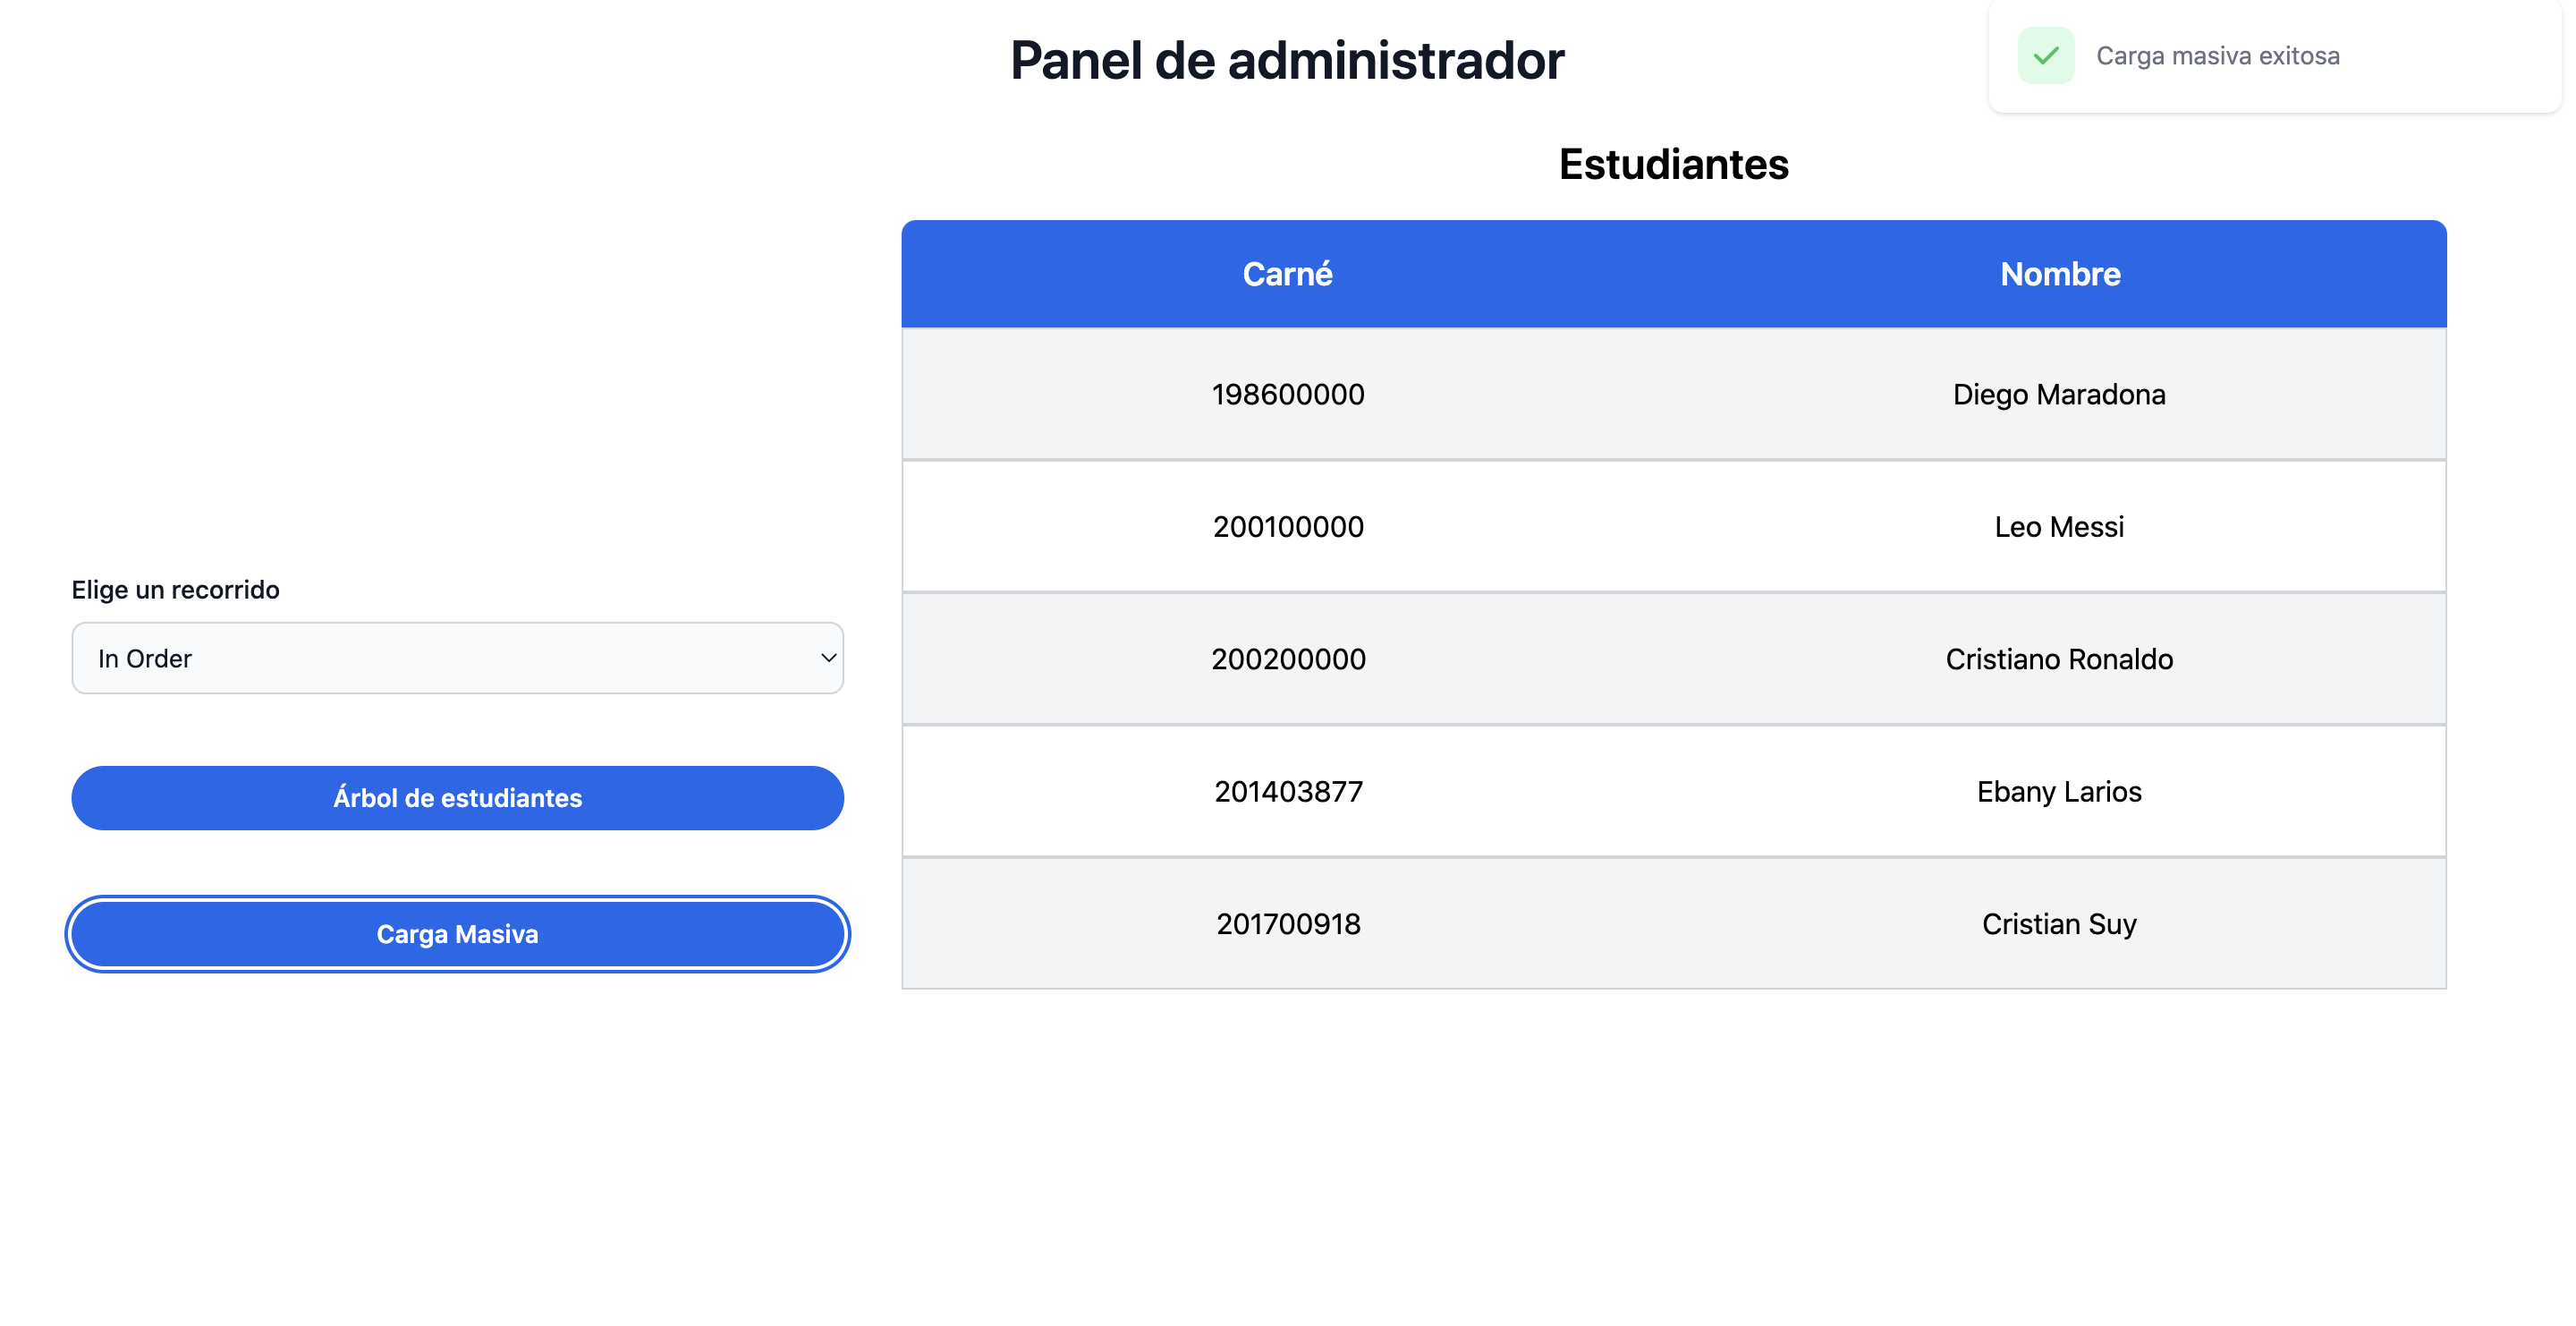 Panel de administrador
Carga masiva exitosa
Estudiantes
Elige un recorrido
In Order
Árbol de estudiantes
Carga Masiva
Carné Nombre
198600000 Diego Maradona
200100000 Leo Messi
200200000 Cristiano Ronaldo
201403877 Ebany Larios
201700918 Cristian Suy